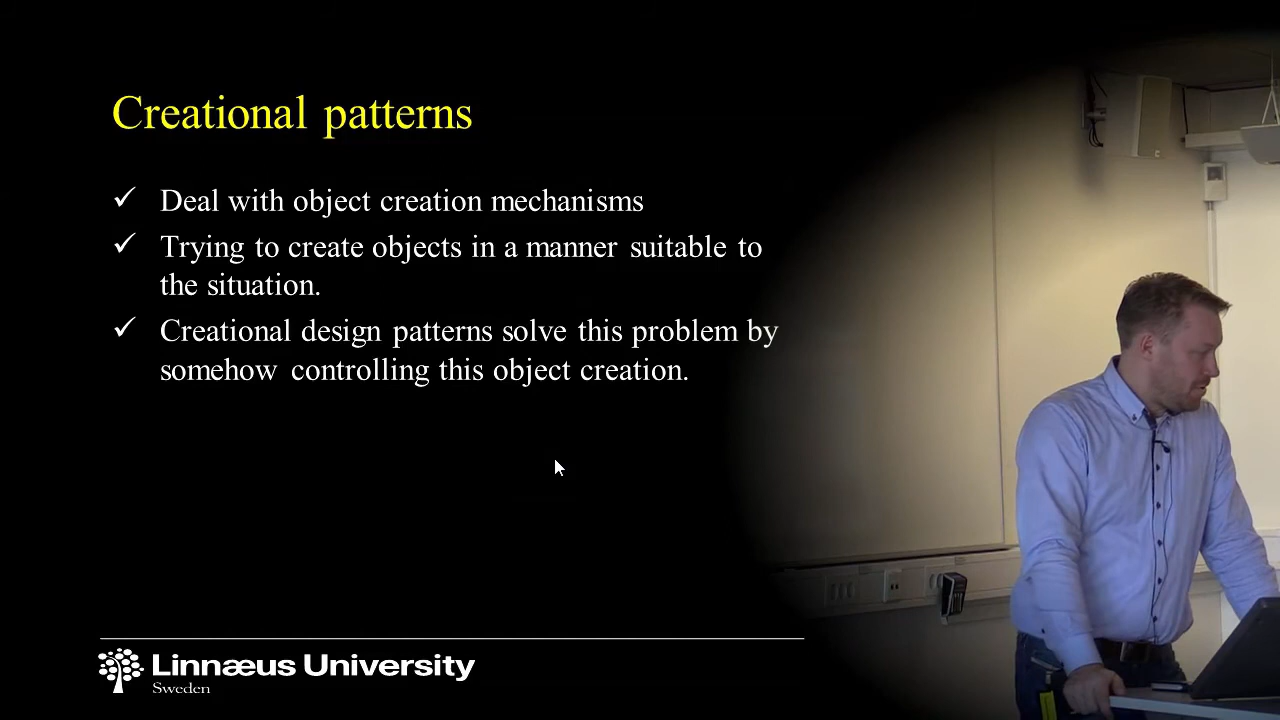 Creational patterns
✓ Deal with object creation mechanisms
✓ Trying to create objects in a manner suitable to
the situation.
✓ Creational design patterns solve this problem by
somehow controlling this object creation.
Linnæus University
Sweden